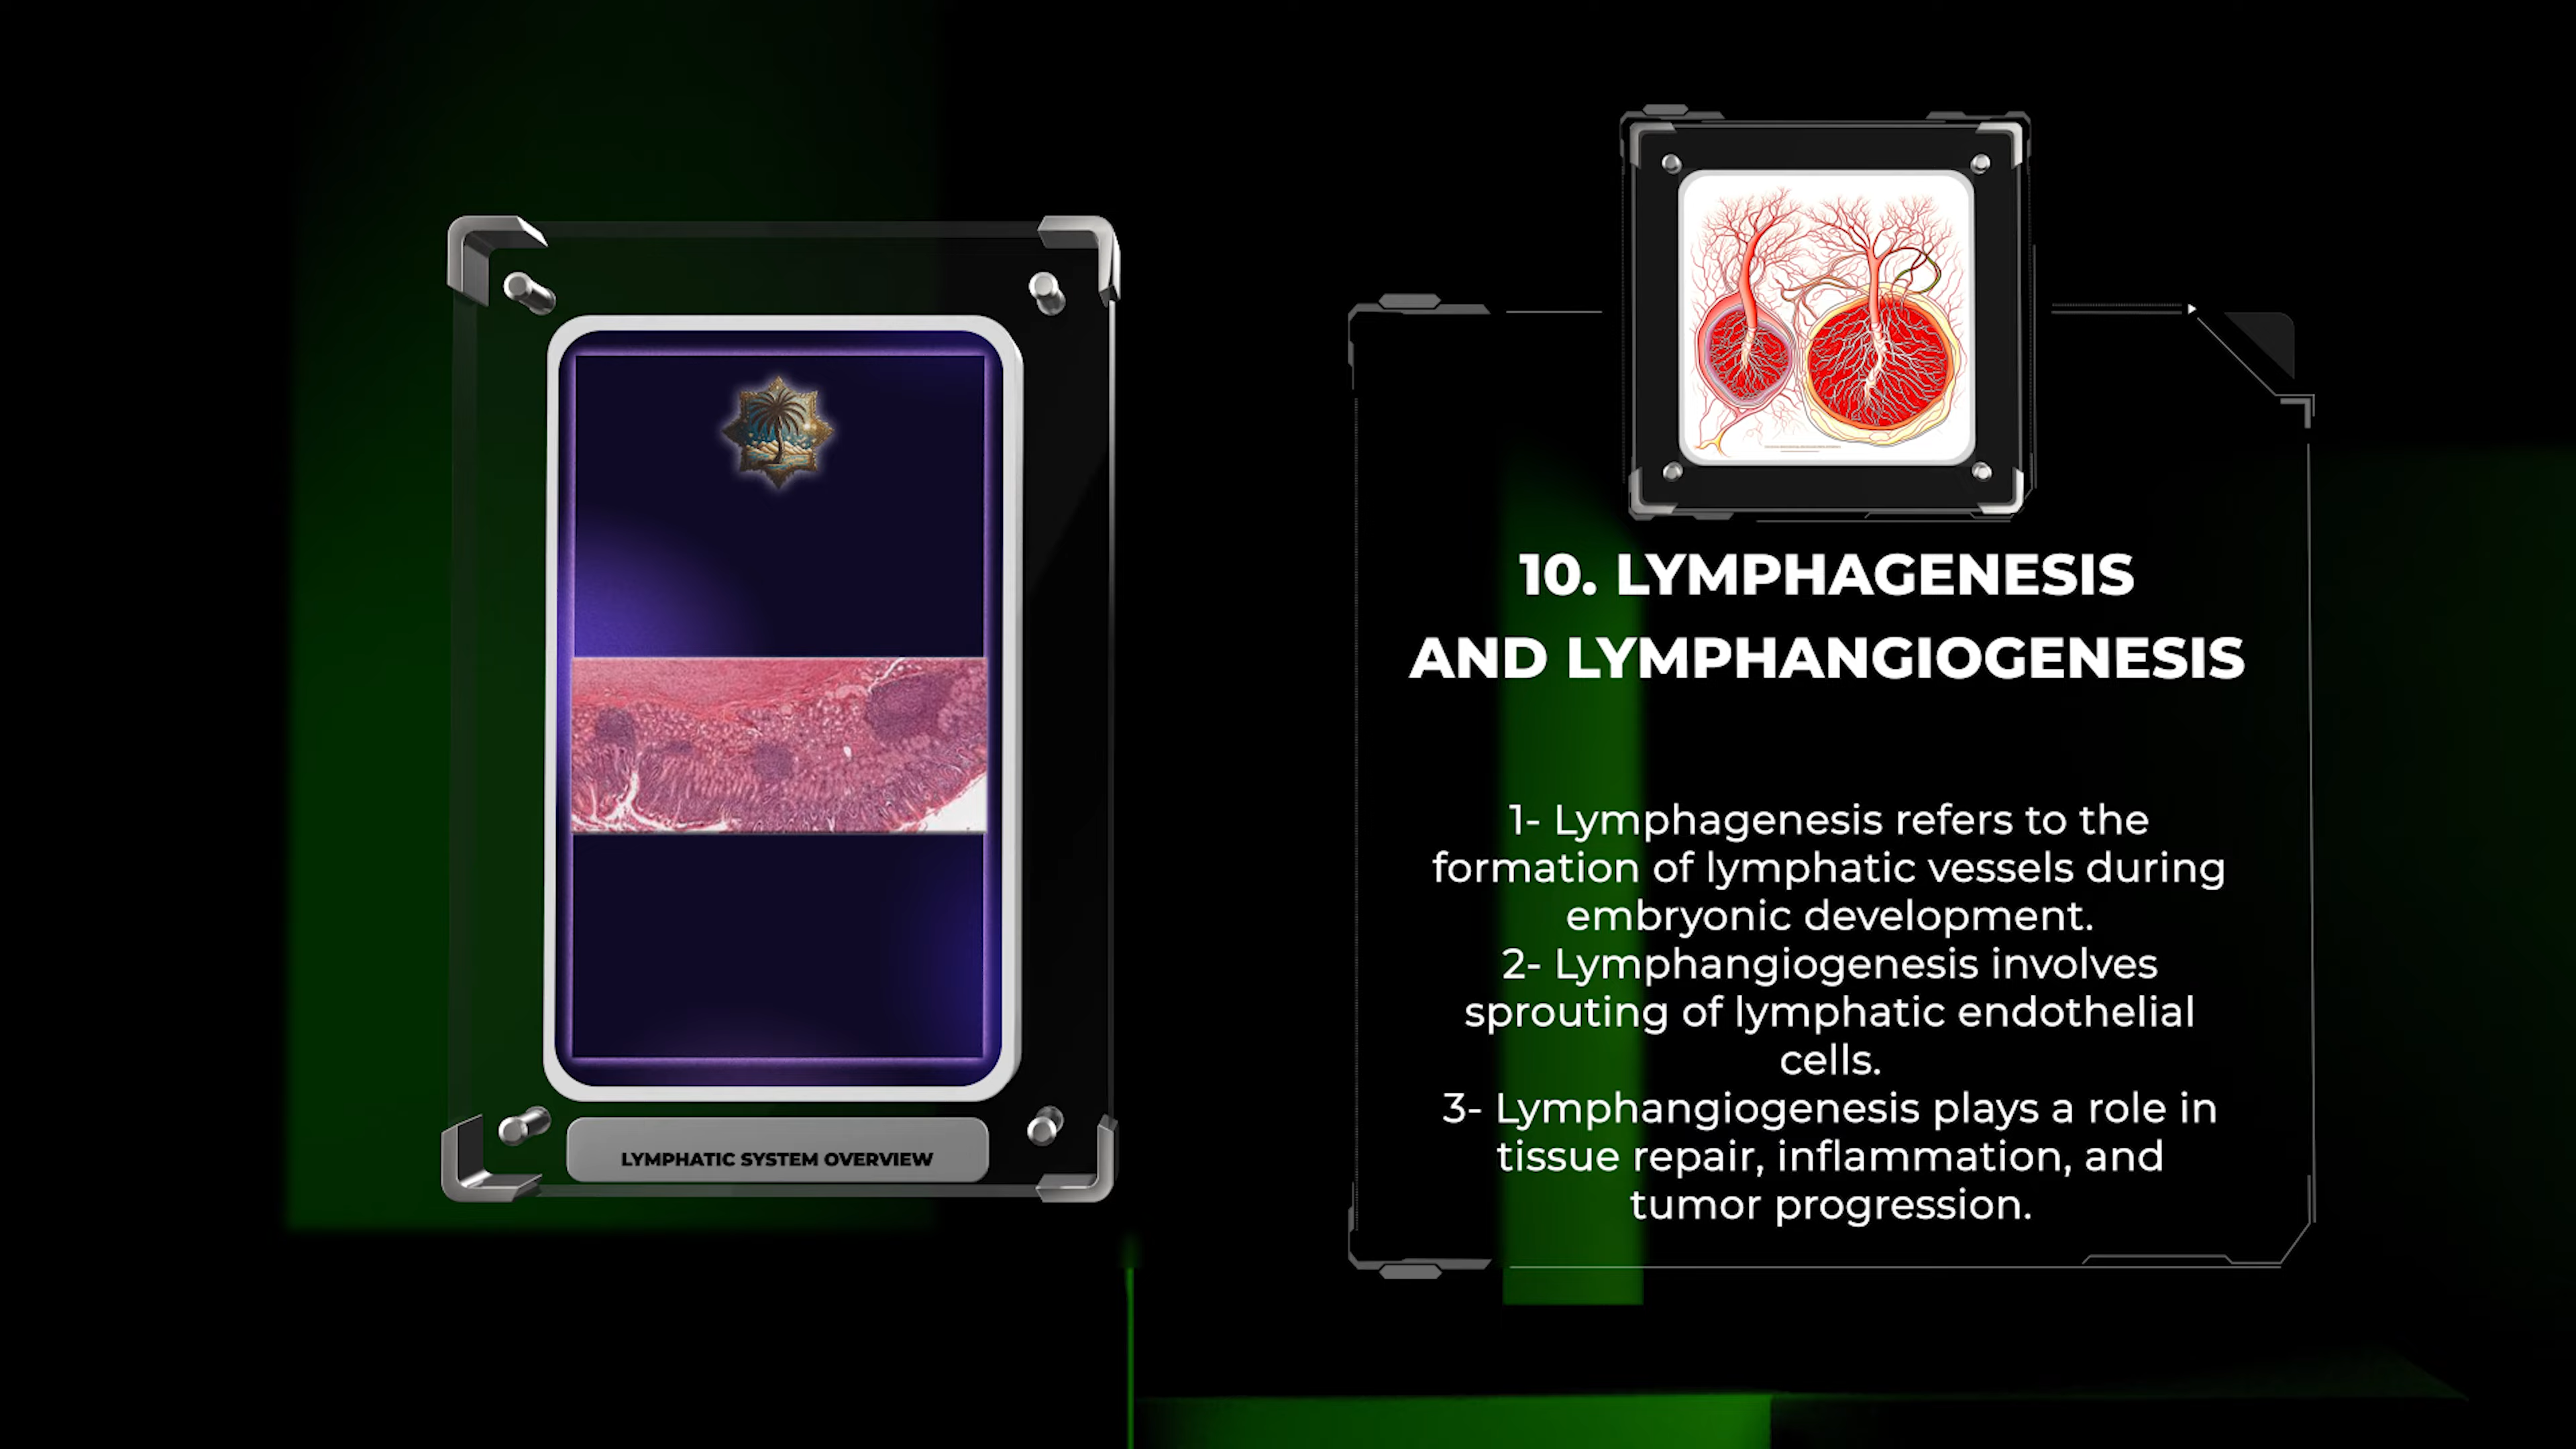 10. LYMPHAGENESIS
AND LYMPHANGIOGENESIS
1- Lymphagenesis refers to the
formation of lymphatic vessels during
embryonic development.
2- Lymphangiogenesis involves
sprouting of lymphatic endothelial
cells.
3- Lymphangiogenesis plays a role in
tissue repair, inflammation, and
tumor progression.
LYMPHATIC SYSTEM OVERVIEW